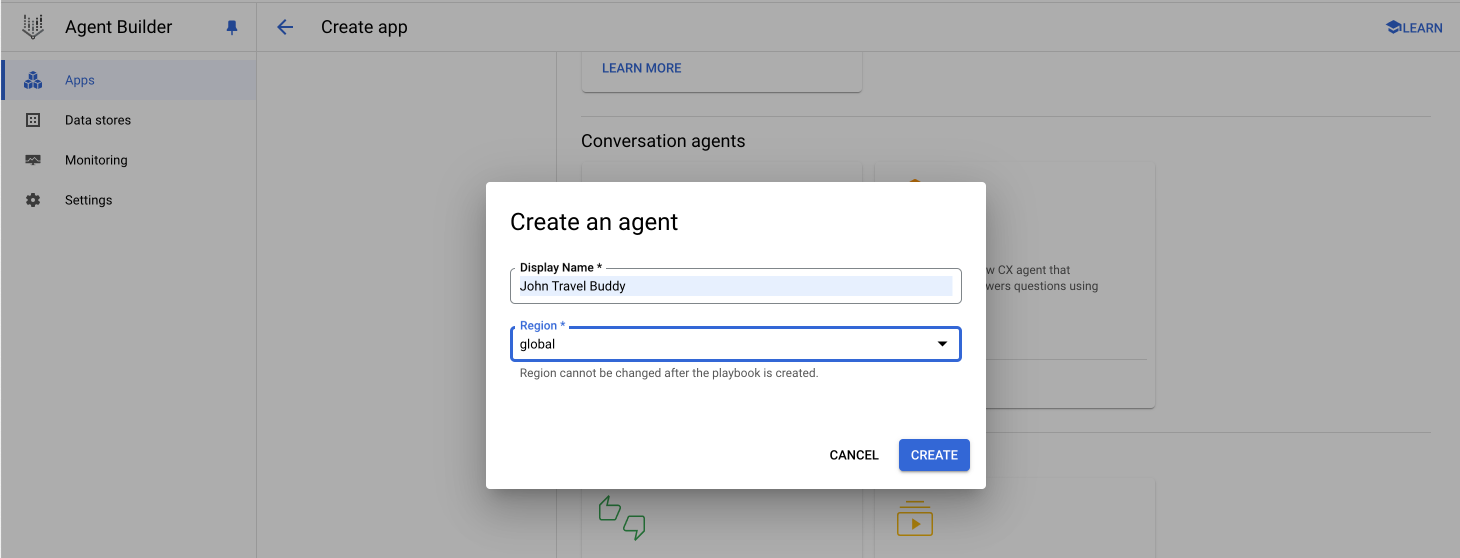 Agent Builder
Create app
LEARN
Apps
Data stores
Monitoring
Settings
LEARN MORE
Conversation agents
w CX agent that
wers questions using
Create an agent
Display Name *
John Travel Buddy
Region *
global
Region cannot be changed after the playbook is created.
CANCEL
CREATE